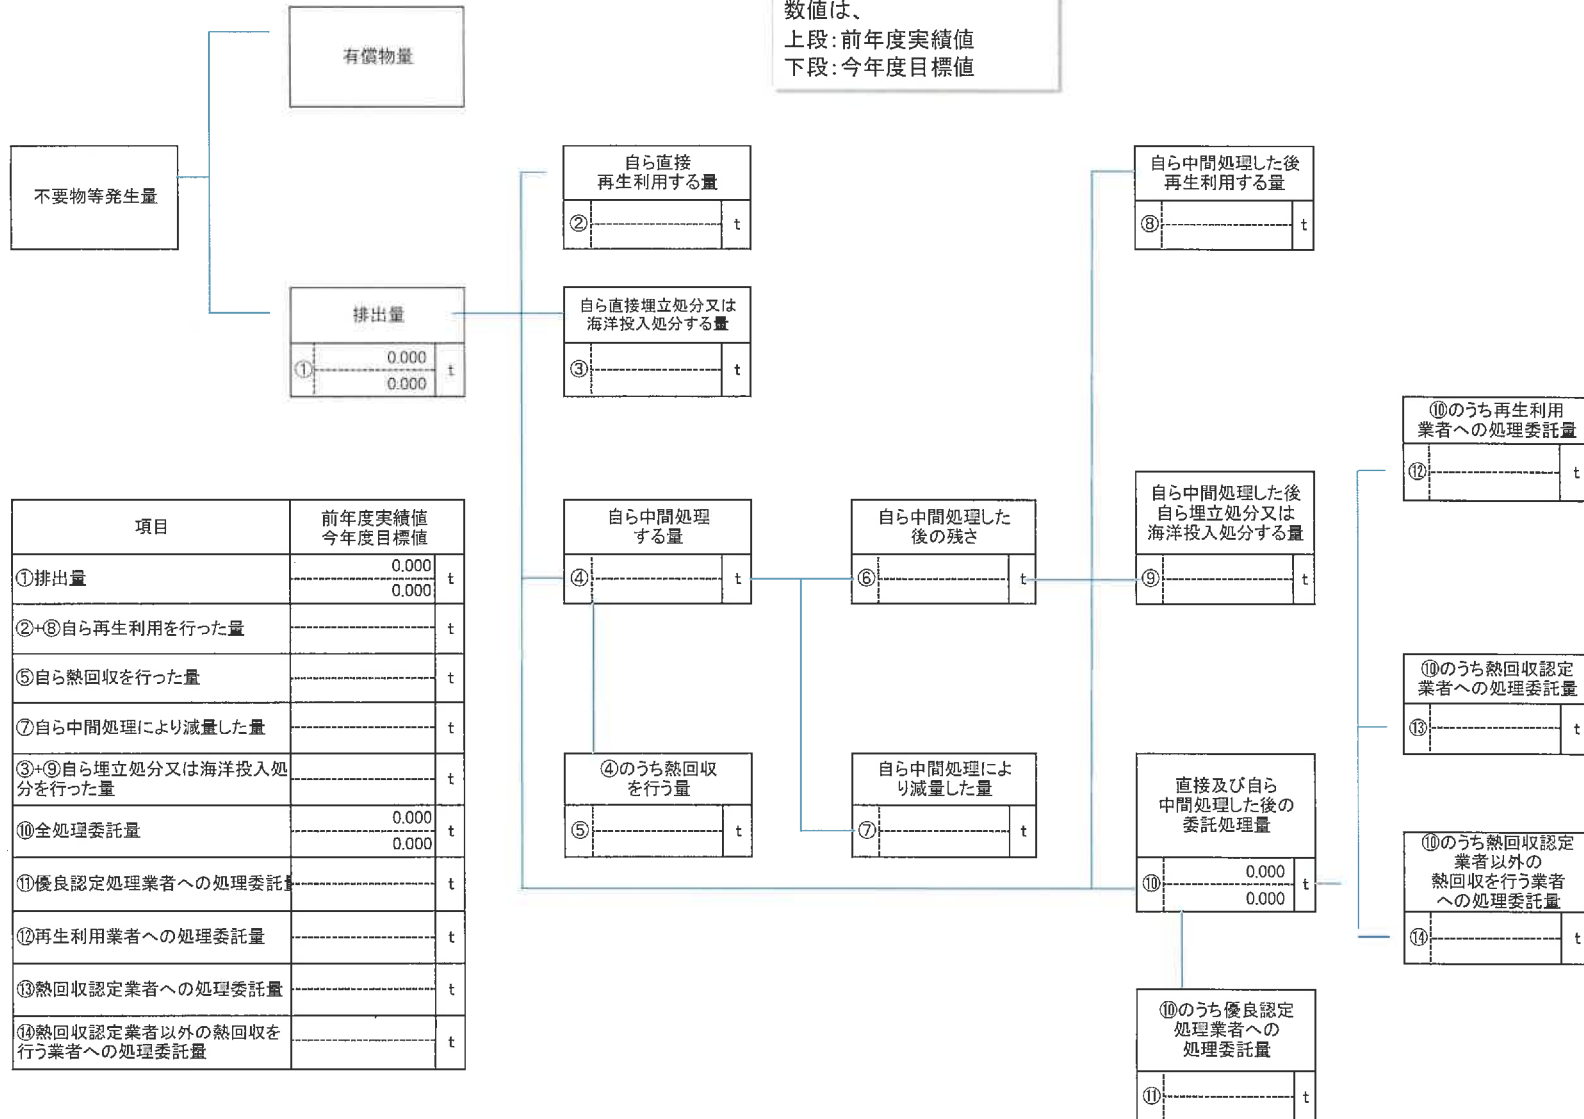 数値は、
上段：前年度実績値
下段：今年度目標値
有償物量
不要物等発生量
排出量
①
0.000
0.000
t
自ら直接
再生利用する量
②
t
自ら直接埋立処分又は
海洋投入処分する量
③
t
自ら中間処理
する量
④
t
④のうち熱回収
を行う量
⑤
t
自ら中間処理した
後の残さ
⑥
t
自ら中間処理によ
り減量した量
⑦
t
自ら中間処理した後
再生利用する量
⑧
t
自ら中間処理した後
自ら埋立処分又は
海洋投入処分する量
⑨
t
直接及び自ら
中間処理した後の
委託処理量
⑩
0.000
0.000
t
⑩のうち優良認定
処理業者への
処理委託量
⑪
t
⑩のうち再生利用
業者への処理委託量
⑫
t
⑩のうち熱回収認定
業者への処理委託量
⑬
t
⑩のうち熱回収認定
業者以外の
熱回収を行う業者
への処理委託量
⑭
t
項目
前年度実績値
今年度目標値
①排出量
0.000
0.000
t
②+⑧自ら再生利用を行った量
t
⑤自ら熱回収を行った量
t
⑦自ら中間処理により減量した量
t
③+⑨自ら埋立処分又は海洋投入処
分を行った量
t
⑩全処理委託量
0.000
0.000
t
⑪優良認定処理業者への処理委託
t
⑫再生利用業者への処理委託量
t
⑬熱回収認定業者への処理委託量
t
⑭熱回収認定業者以外の熱回収を
行う業者への処理委託量
t